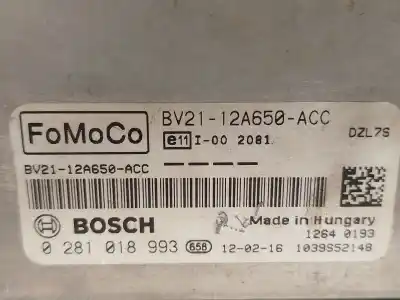 FoMoCo
BV21-12A650-ACC
e11 I-00 2081
DZL7S
BV21-12A650-ACC
BOSCH
Made in Hungary
1264 0193
0 281 018 993 658 12-02-16 1039S52148